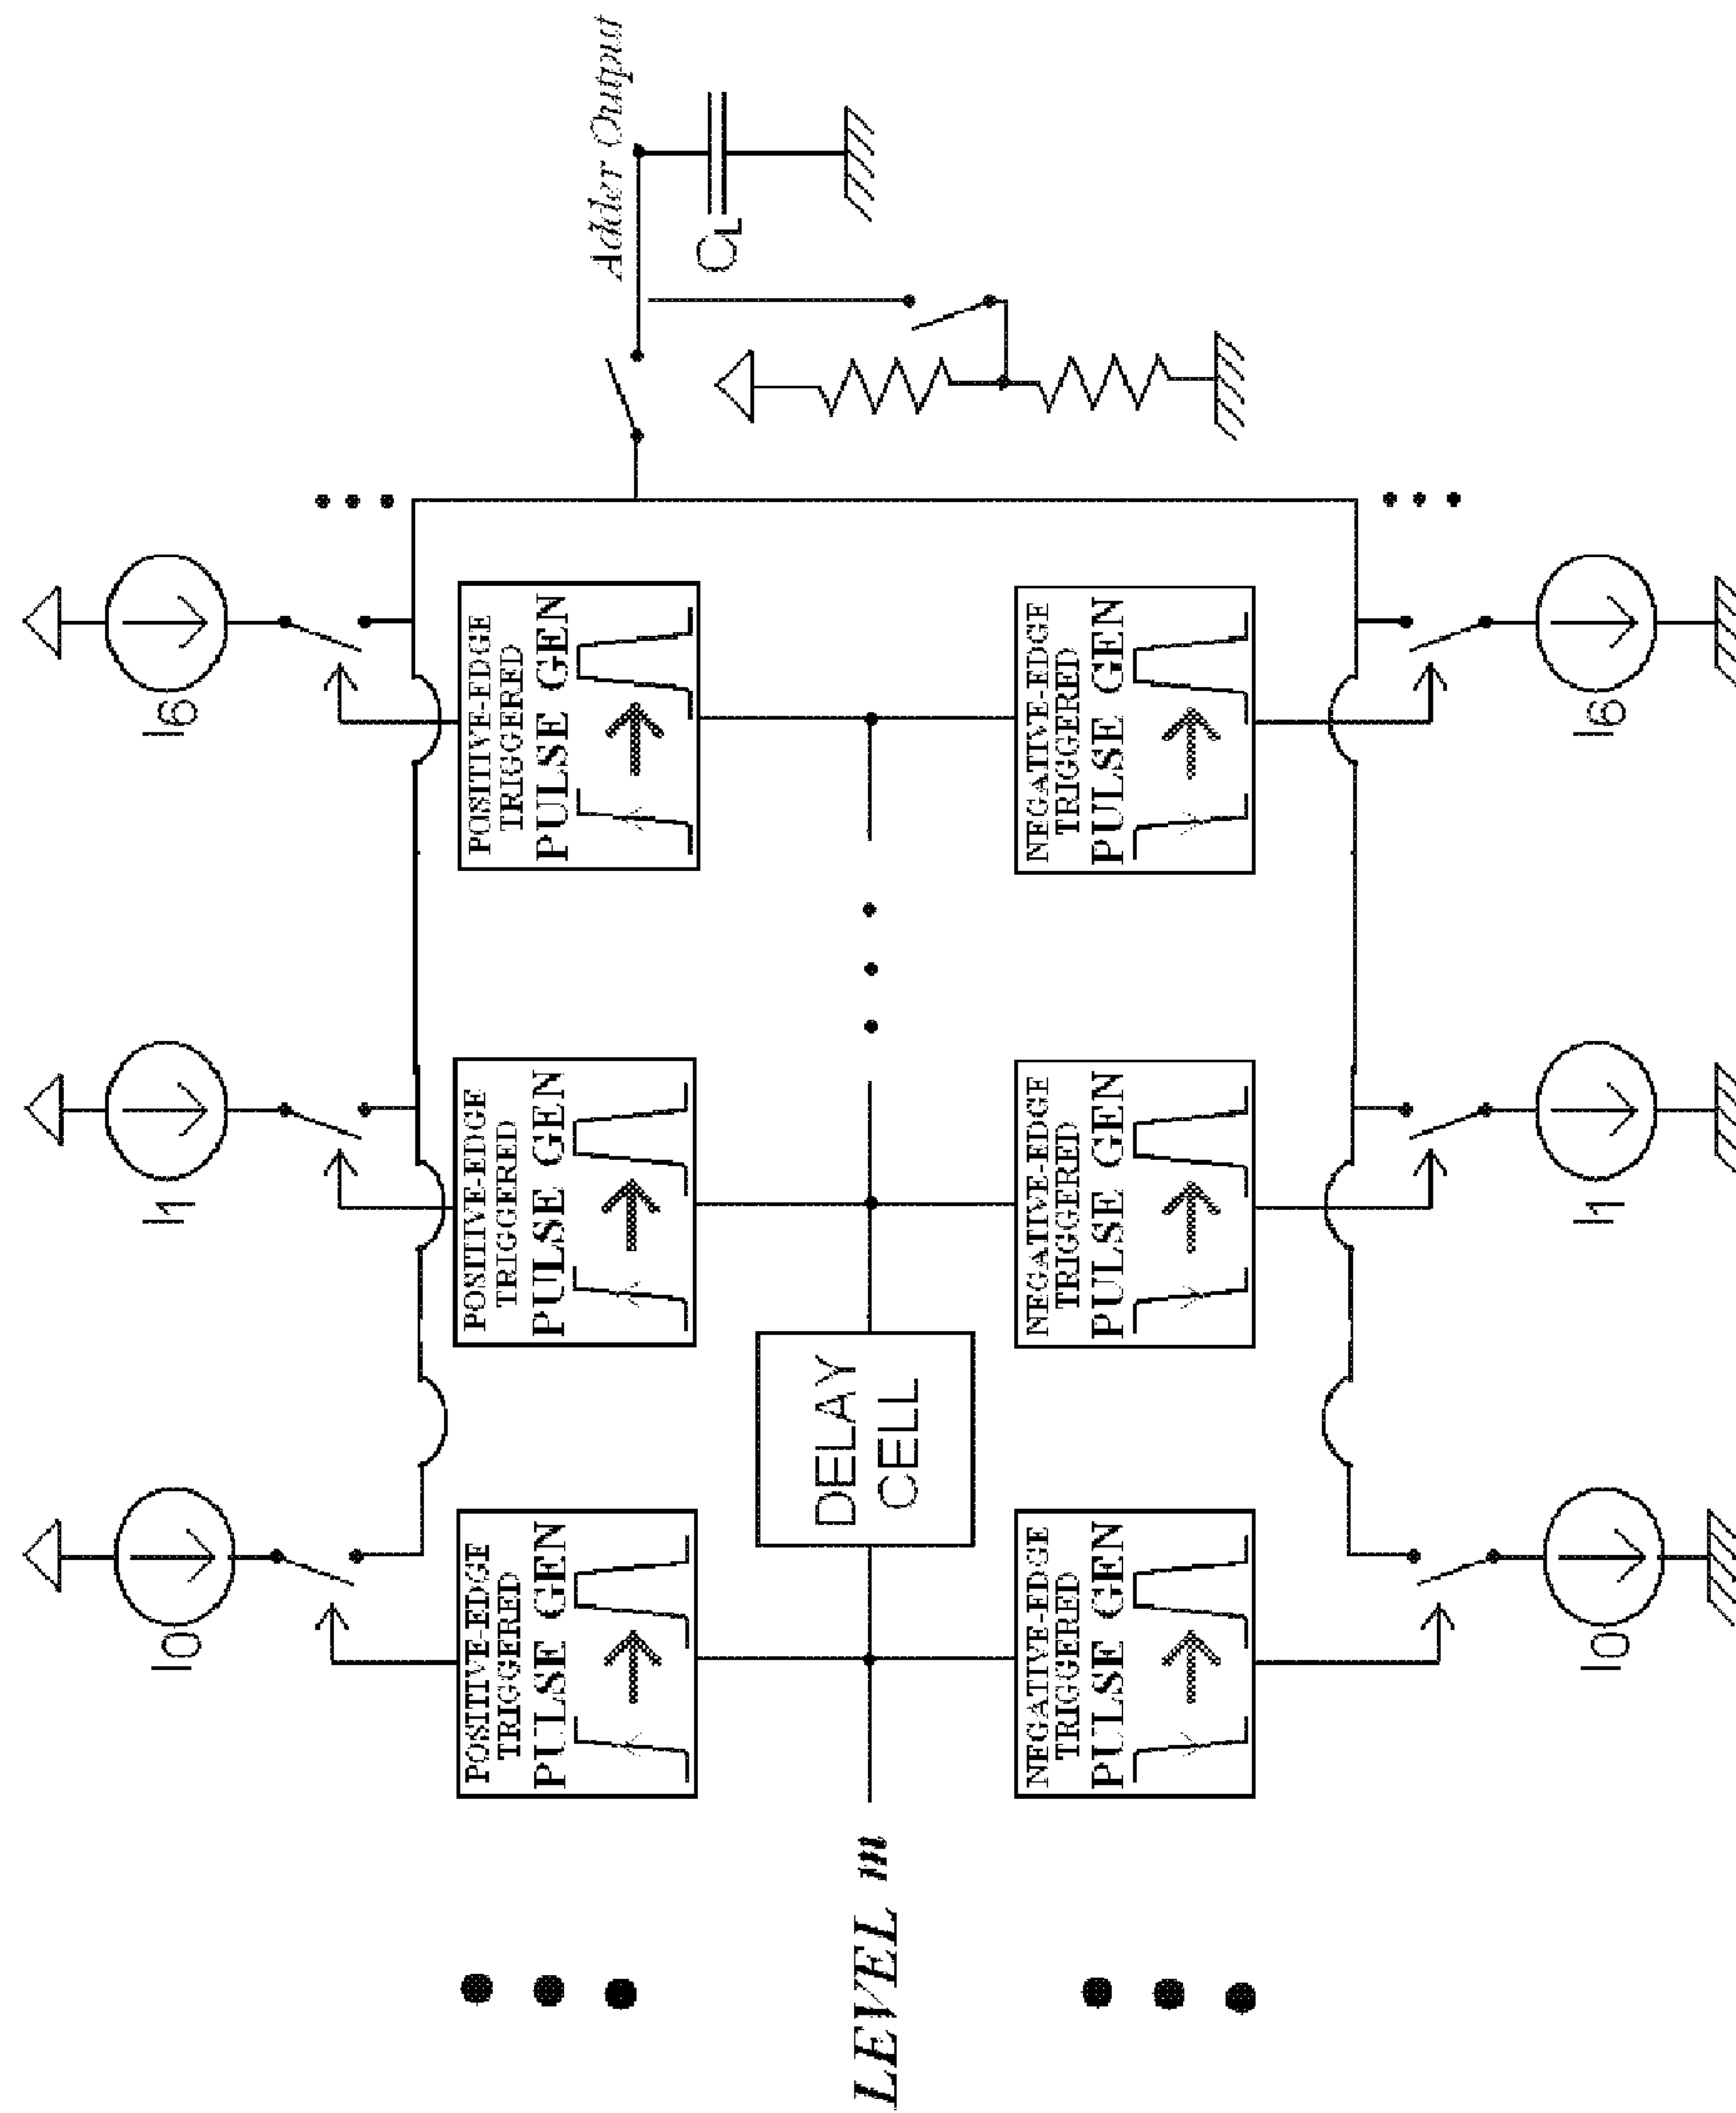 I0
I1
I6
POSITIVE-EDGE
TRIGGERED
PULSE GEN
POSITIVE-EDGE
TRIGGERED
PULSE GEN
POSITIVE-EDGE
TRIGGERED
PULSE GEN
Adder Output
CL
LEVEL m
DELAY
CELL
NEGATIVE-EDGE
TRIGGERED
PULSE GEN
NEGATIVE-EDGE
TRIGGERED
PULSE GEN
NEGATIVE-EDGE
TRIGGERED
PULSE GEN
I0
I1
I6